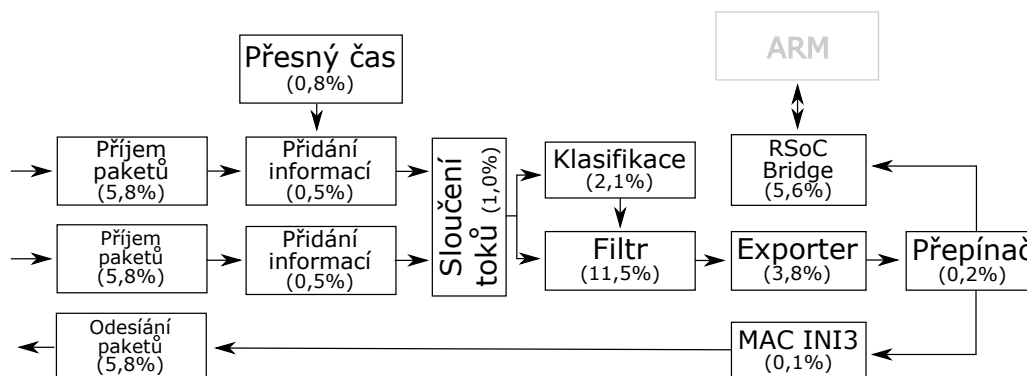 Přesný čas
(0,8%)
ARM
Příjem
paketů
(5,8%)
Přidání
informací
(0,5%)
Sloučení
toků (1,0%)
Klasifikace
(2,1%)
RSoC
Bridge
(5,6%)
Příjem
paketů
(5,8%)
Přidání
informací
(0,5%)
Filtr
(11,5%)
Exporter
(3,8%)
Přepínač
(0,2%)
Odesíání
paketů
(5,8%)
MAC INI3
(0,1%)